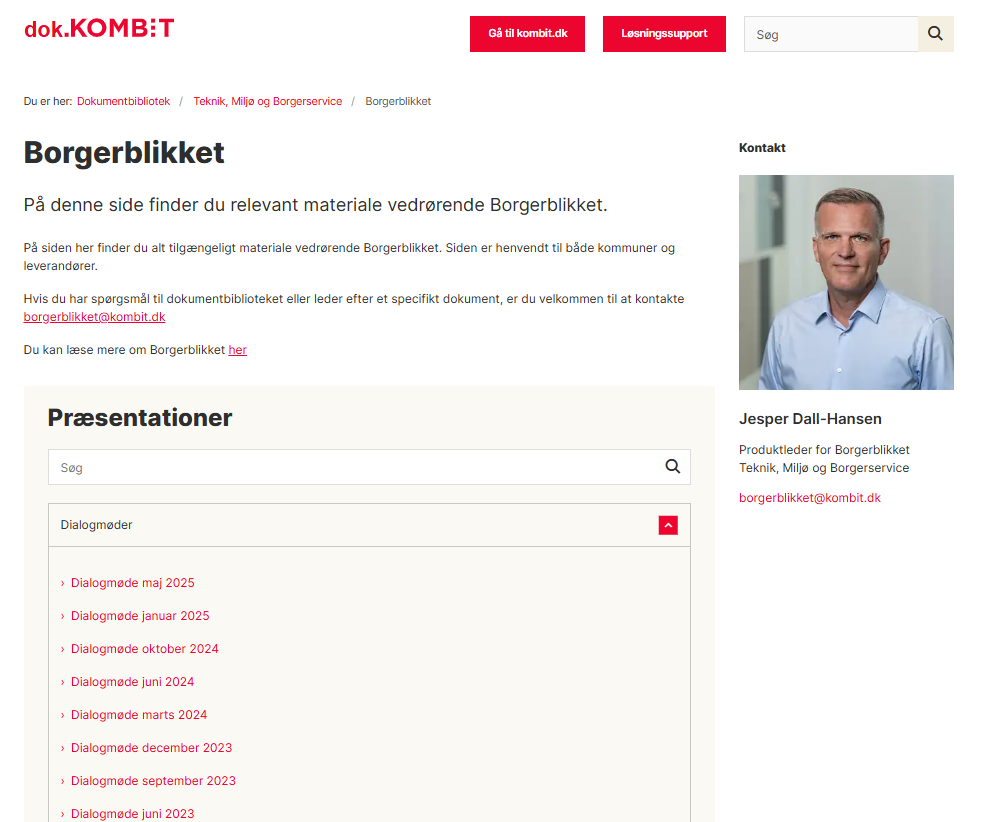 dok.KOMBIT
Gå til kombit.dk
Løsningssupport
Søg
Du er her: Dokumentbibliotek / Teknik, Miljø og Borgerservice / Borgerblikket
Borgerblikket
På denne side finder du relevant materiale vedrørende Borgerblikket.
På siden her finder du alt tilgængeligt materiale vedrørende Borgerblikket. Siden er henvendt til både kommuner og
leverandører.
Hvis du har spørgsmål til dokumentbiblioteket eller leder efter et specifikt dokument, er du velkommen til at kontakte
borgerblikket@kombit.dk
Du kan læse mere om Borgerblikket her
Præsentationer
Søg
Dialogmøder
› Dialogmøde maj 2025
› Dialogmøde januar 2025
› Dialogmøde oktober 2024
› Dialogmøde juni 2024
› Dialogmøde marts 2024
› Dialogmøde december 2023
› Dialogmøde september 2023
› Dialogmøde juni 2023
Kontakt
Jesper Dall-Hansen
Produktleder for Borgerblikket
Teknik, Miljø og Borgerservice
borgerblikket@kombit.dk